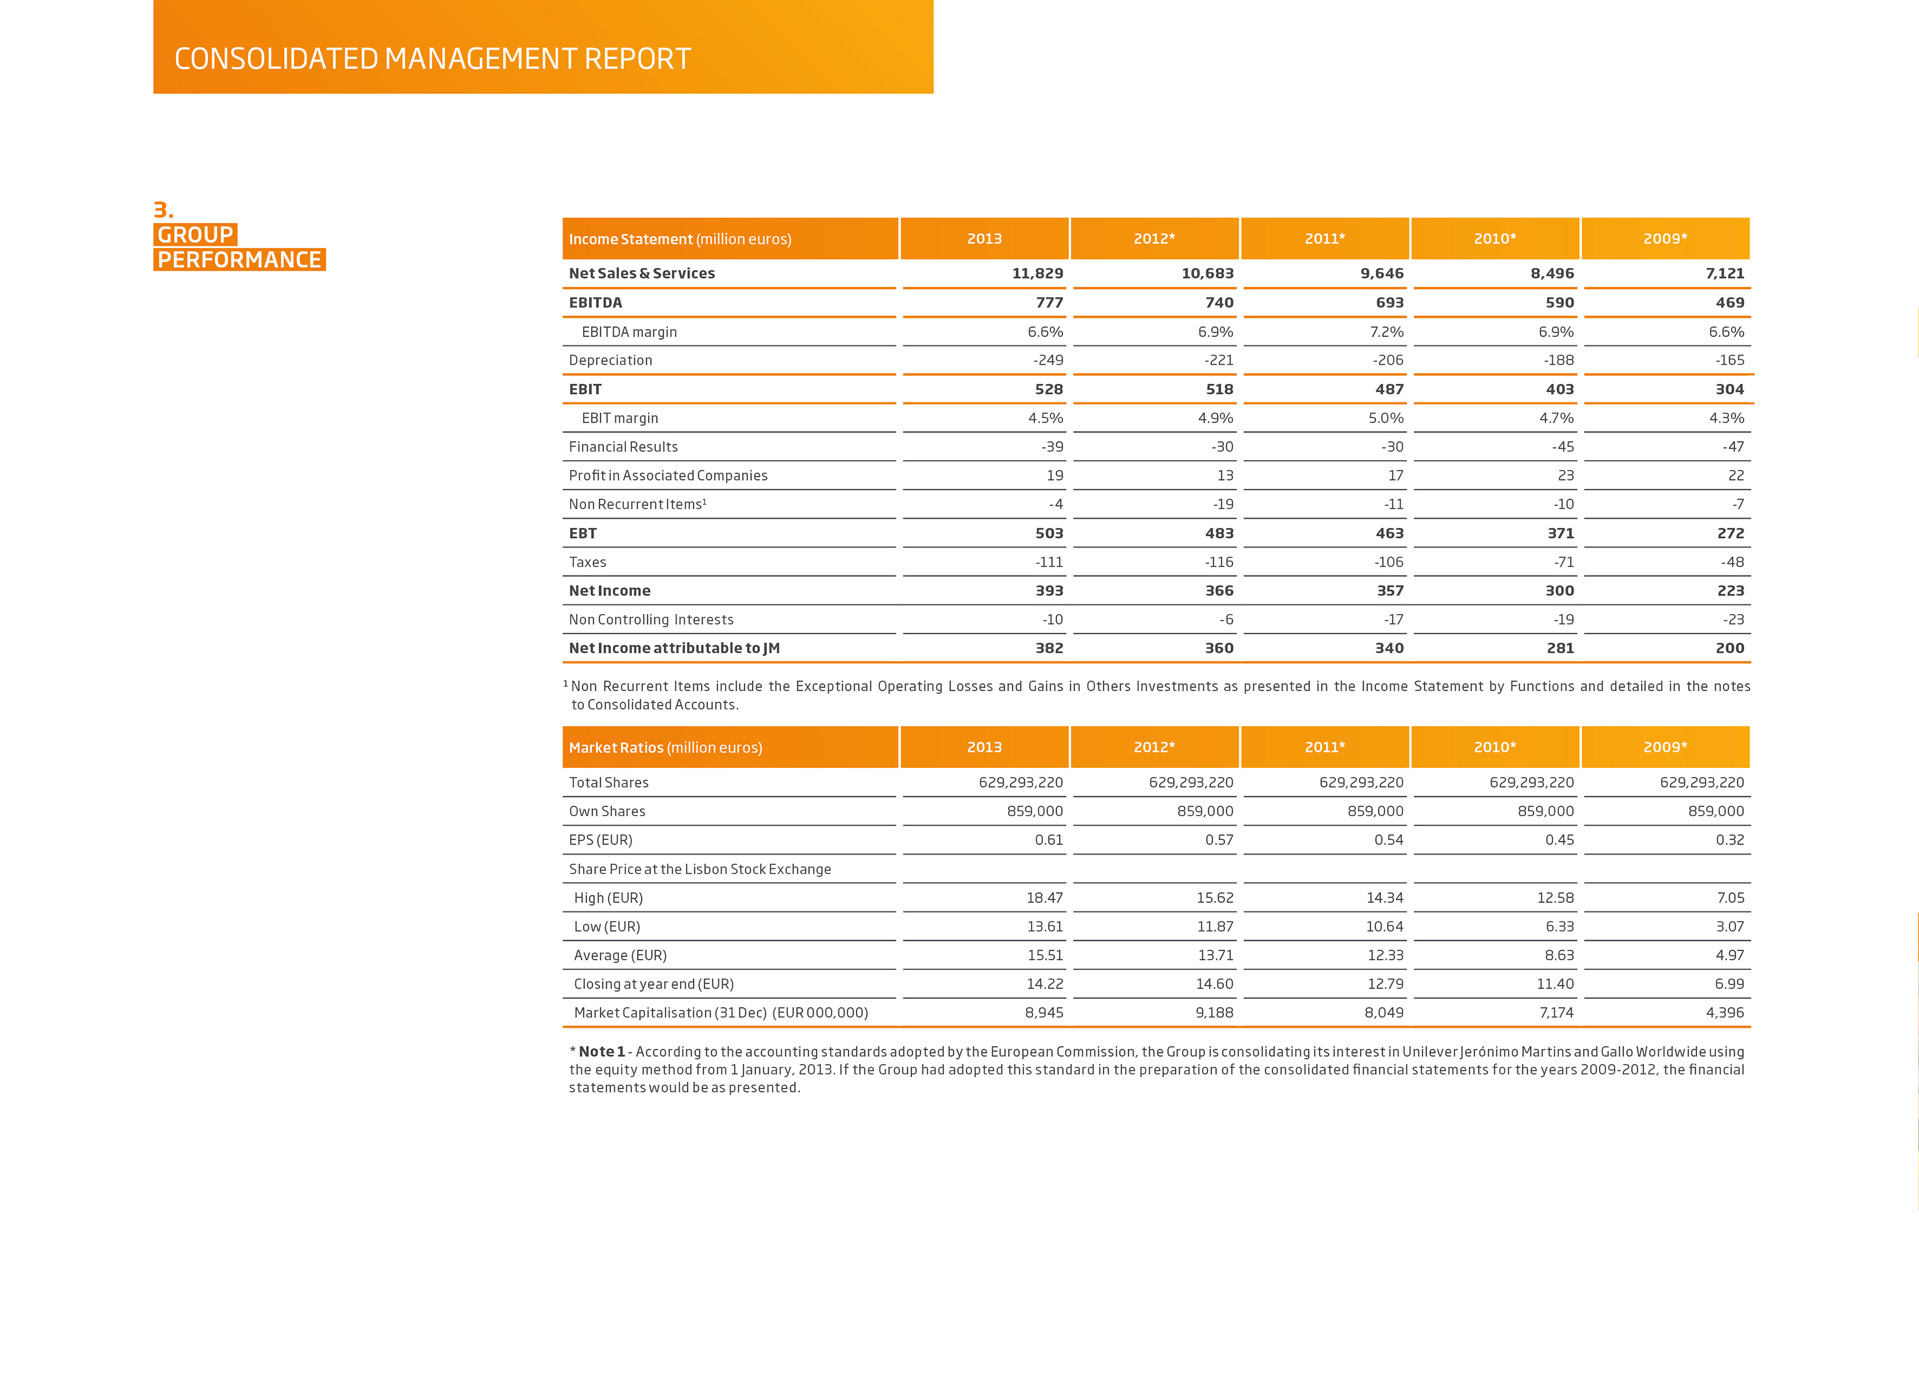 CONSOLIDATED MANAGEMENT REPORT
3.
GROUP
PERFORMANCE
Income Statement (million euros) 2013 2012* 2011* 2010* 2009*
Net Sales & Services 11,829 10,683 9,646 8,496 7,121
EBITDA 777 740 693 590 469
EBITDA margin 6.6% 6.9% 7.2% 6.9% 6.6%
Depreciation -249 -221 -206 -188 -165
EBIT 528 518 487 403 304
EBIT margin 4.5% 4.9% 5.0% 4.7% 4.3%
Financial Results -39 -30 -30 -45 -47
Profit in Associated Companies 19 13 17 23 22
Non Recurrent Items¹ -4 -19 -11 -10 -7
EBT 503 483 463 371 272
Taxes -111 -116 -106 -71 -48
Net Income 393 366 357 300 223
Non Controlling Interests -10 -6 -17 -19 -23
Net Income attributable to JM 382 360 340 281 200
¹ Non Recurrent Items include the Exceptional Operating Losses and Gains in Others Investments as presented in the Income Statement by Functions and detailed in the notes
to Consolidated Accounts.
Market Ratios (million euros) 2013 2012* 2011* 2010* 2009*
Total Shares 629,293,220 629,293,220 629,293,220 629,293,220 629,293,220
Own Shares 859,000 859,000 859,000 859,000 859,000
EPS (EUR) 0.61 0.57 0.54 0.45 0.32
Share Price at the Lisbon Stock Exchange
High (EUR) 18.47 15.62 14.34 12.58 7.05
Low (EUR) 13.61 11.87 10.64 6.33 3.07
Average (EUR) 15.51 13.71 12.33 8.63 4.97
Closing at year end (EUR) 14.22 14.60 12.79 11.40 6.99
Market Capitalisation (31 Dec) (EUR 000,000) 8,945 9,188 8,049 7,174 4,396
* Note 1 - According to the accounting standards adopted by the European Commission, the Group is consolidating its interest in Unilever Jerónimo Martins and Gallo Worldwide using
the equity method from 1 January, 2013. If the Group had adopted this standard in the preparation of the consolidated financial statements for the years 2009-2012, the financial
statements would be as presented.